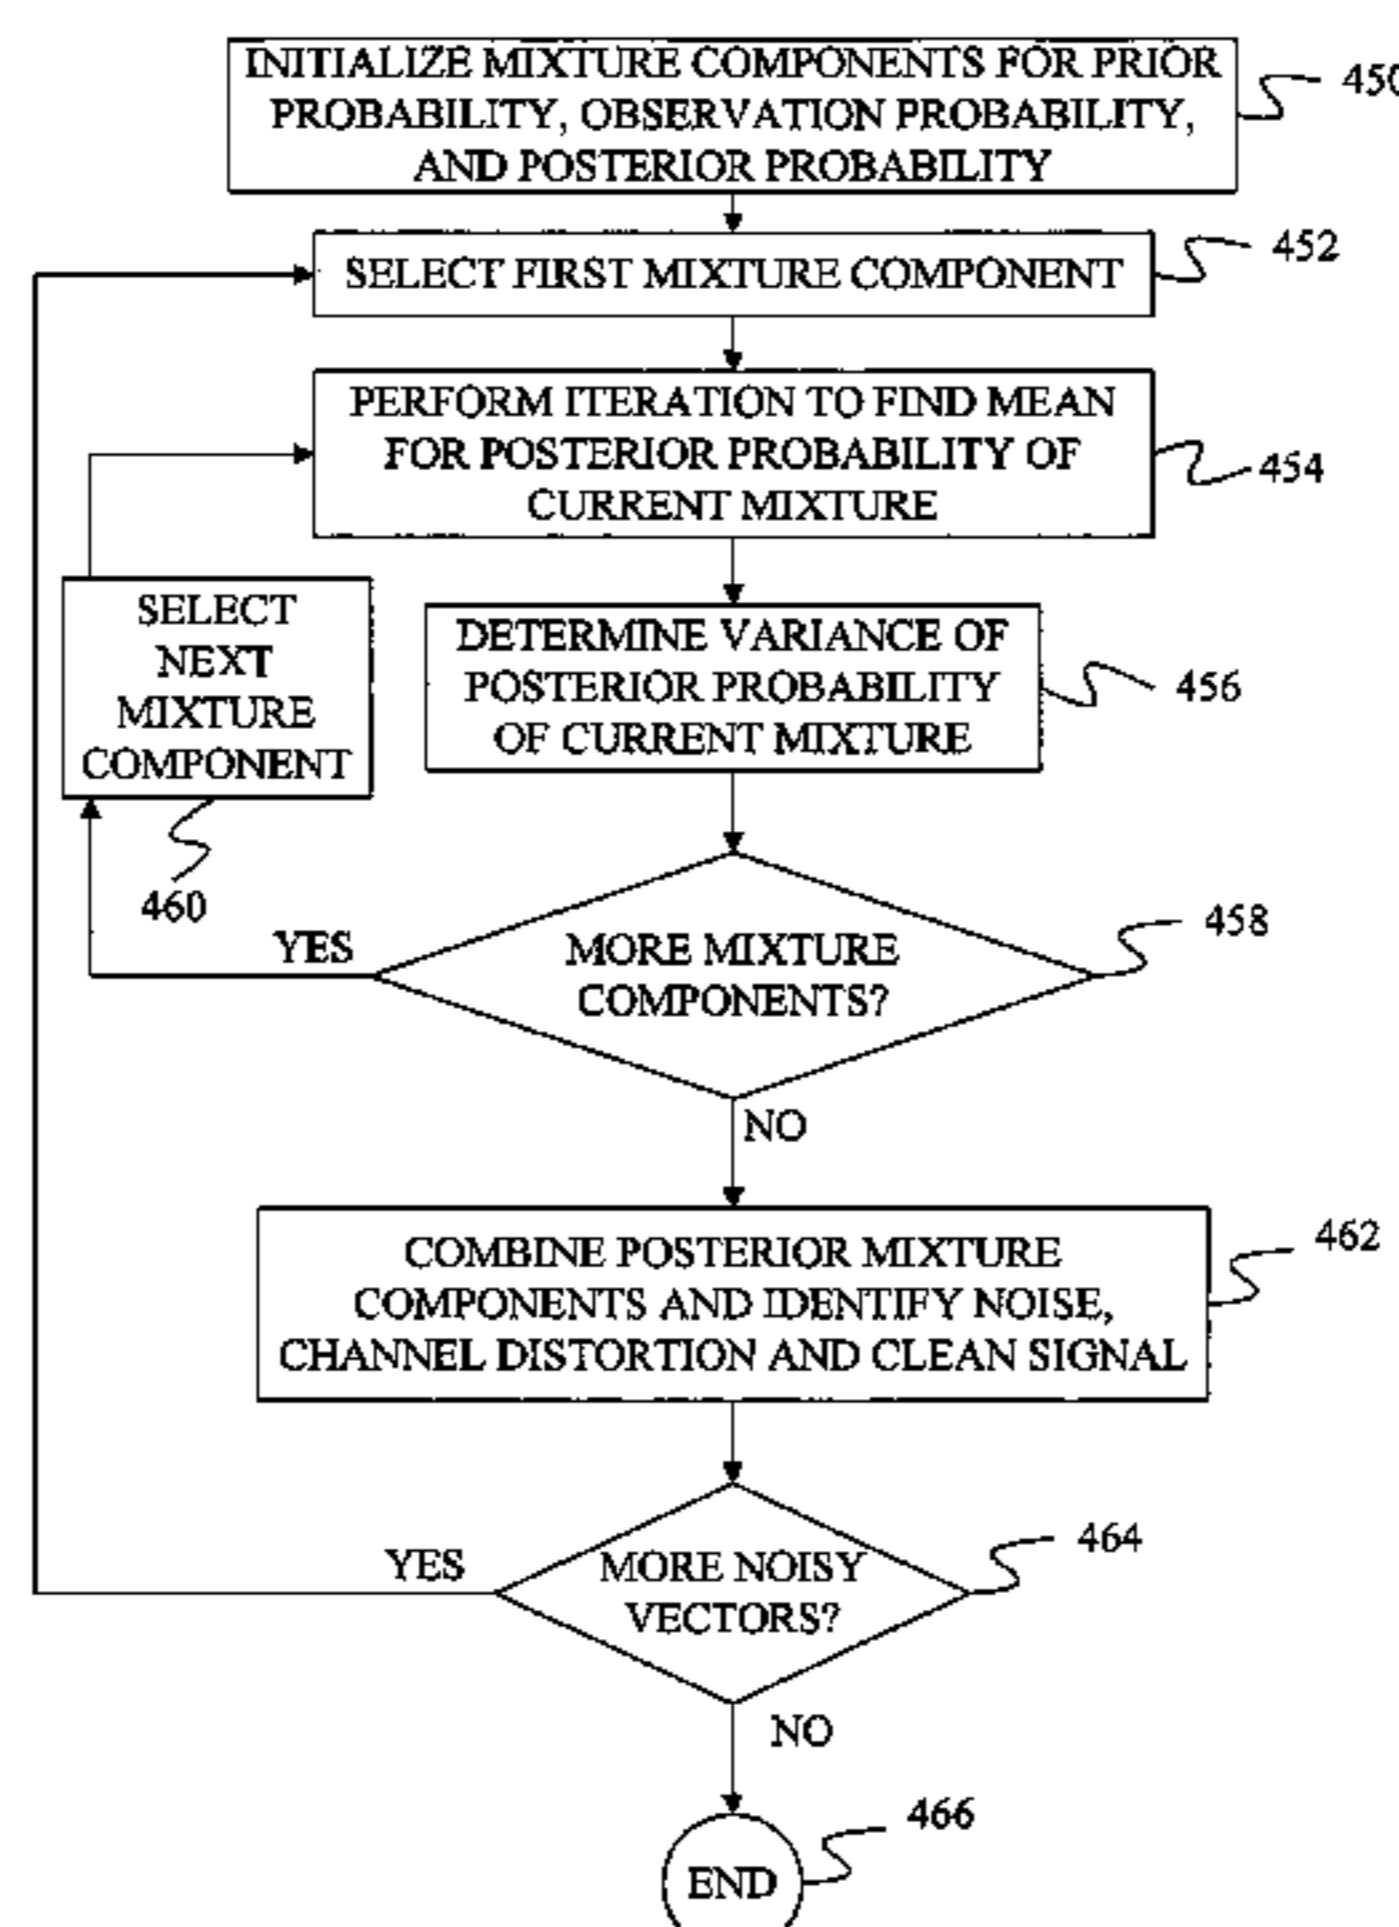 INITIALIZE MIXTURE COMPONENTS FOR PRIOR
PROBABILITY, OBSERVATION PROBABILITY,
AND POSTERIOR PROBABILITY
450
SELECT FIRST MIXTURE COMPONENT
452
PERFORM ITERATION TO FIND MEAN
FOR POSTERIOR PROBABILITY OF
CURRENT MIXTURE
454
SELECT
NEXT
MIXTURE
COMPONENT
460
DETERMINE VARIANCE OF
POSTERIOR PROBABILITY
OF CURRENT MIXTURE
456
YES
MORE MIXTURE
COMPONENTS?
458
NO
COMBINE POSTERIOR MIXTURE
COMPONENTS AND IDENTIFY NOISE,
CHANNEL DISTORTION AND CLEAN SIGNAL
462
YES
MORE NOISY
VECTORS?
464
NO
END
466